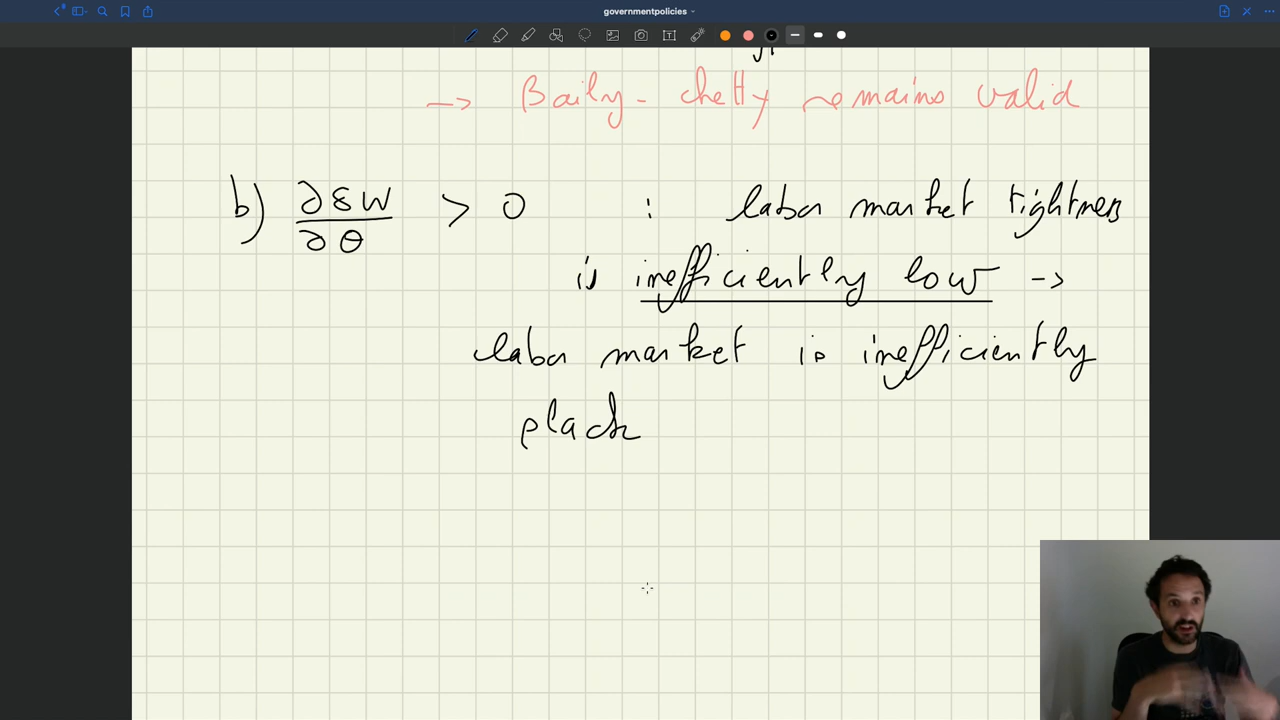 governmentpolicies
→ Baily-Chetty remains valid
b) ∂SW/∂θ > 0 : labor market tightness
is inefficiently low →
labor market is inefficiently
slack